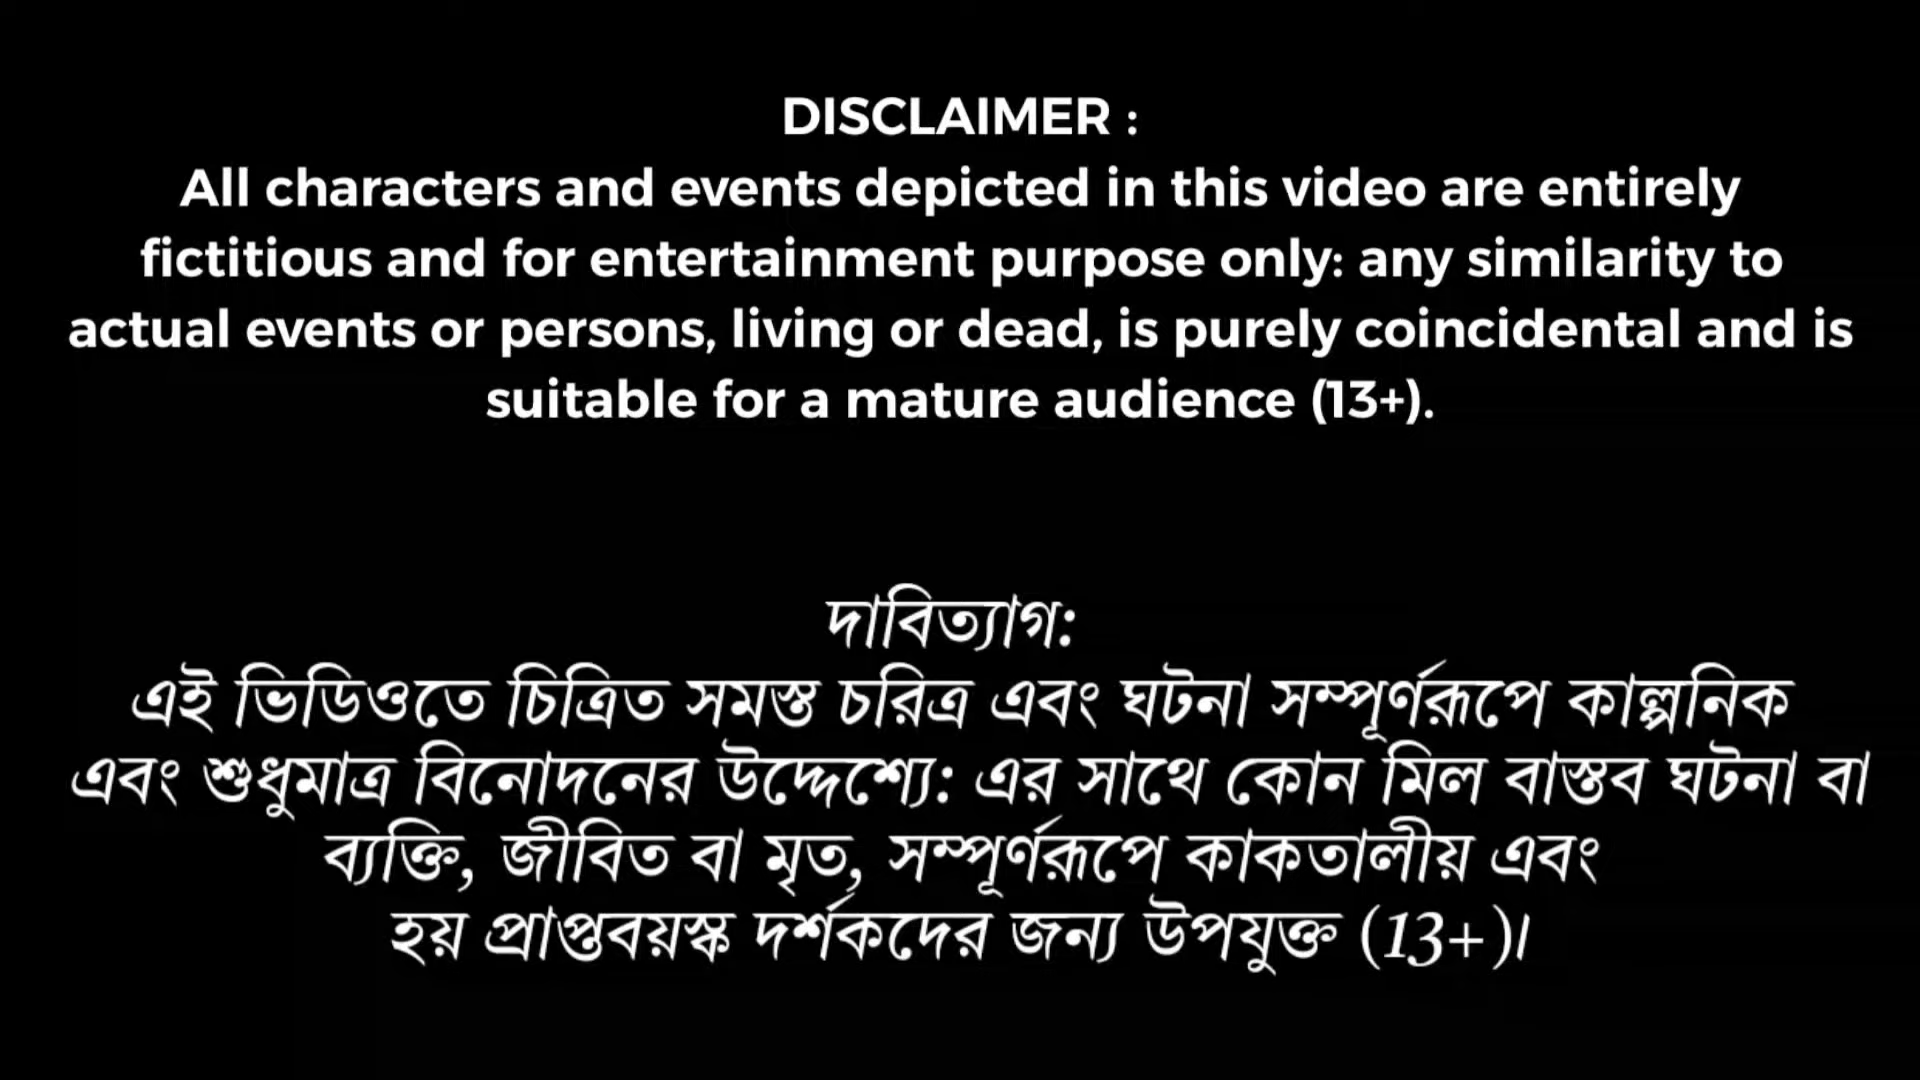 DISCLAIMER :
All characters and events depicted in this video are entirely
fictitious and for entertainment purpose only: any similarity to
actual events or persons, living or dead, is purely coincidental and is
suitable for a mature audience (13+).
দাবিত্যাগ:
এই ভিডিওতে চিত্রিত সমস্ত চরিত্র এবং ঘটনা সম্পূর্ণরূপে কাল্পনিক
এবং শুধুমাত্র বিনোদনের উদ্দেশ্যে: এর সাথে কোন মিল বাস্তব ঘটনা বা
ব্যক্তি, জীবিত বা মৃত, সম্পূর্ণরূপে কাকতালীয় এবং
হয় প্রাপ্তবয়স্ক দর্শকদের জন্য উপযুক্ত (13+)।